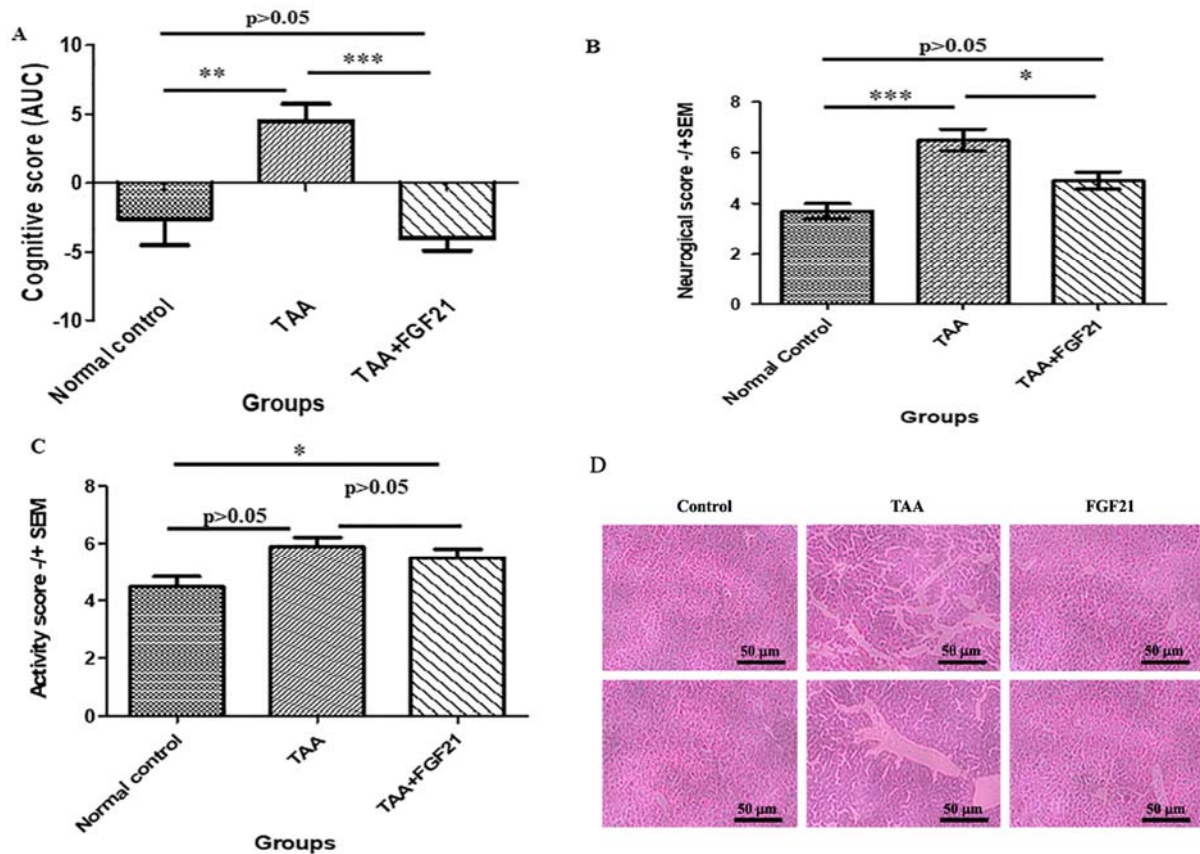 A
p>0.05
**
***
Cognitive score (AUC)
10
5
0
-5
-10
Normal control
TAA
TAA+FGF21
Groups
B
p>0.05
***
*
Neurogical score -/+SEM
8
6
4
2
0
Normal Control
TAA
TAA+FGF21
Groups
C
*
p>0.05
p>0.05
Activity score -/+ SEM
8
6
4
2
0
Normal control
TAA
TAA+FGF21
Groups
D
Control TAA FGF21
50 µm 50 µm 50 µm
50 µm 50 µm 50 µm